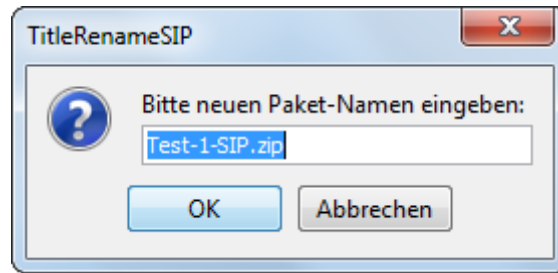 TitleRenameSIP
Bitte neuen Paket-Namen eingeben:
Test-1-SIP.zip
OK Abbrechen